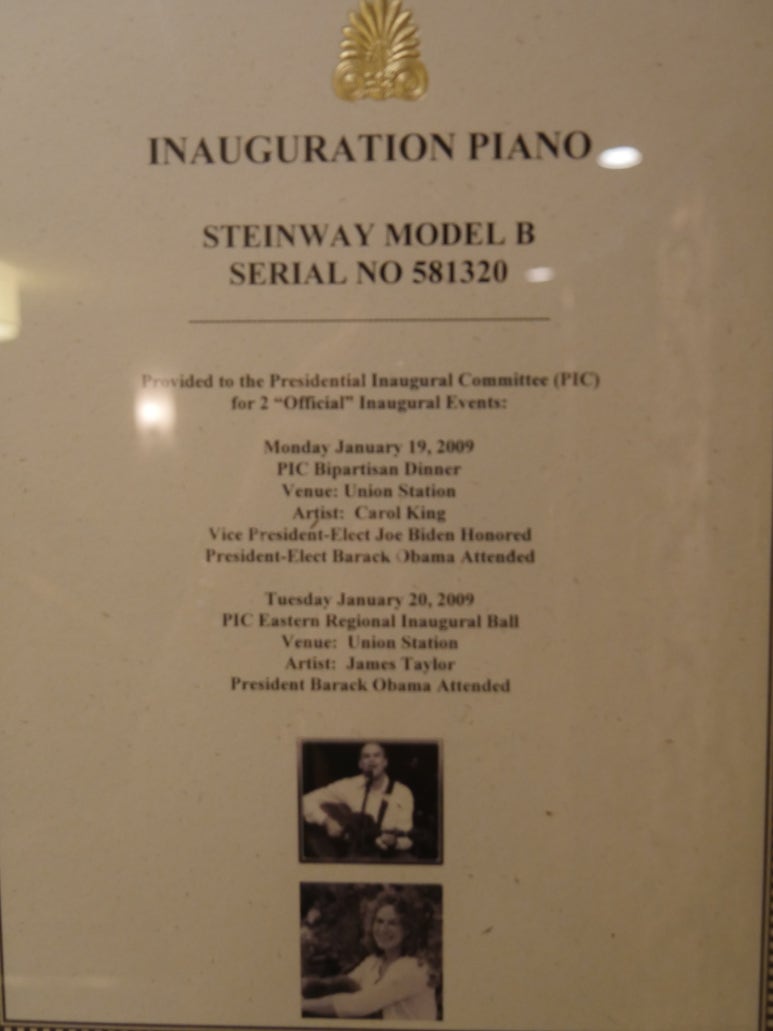 INAUGURATION PIANO
STEINWAY MODEL B
SERIAL NO 581320
Provided to the Presidential Inaugural Committee (PIC)
for 2 “Official” Inaugural Events:
Monday January 19, 2009
PIC Bipartisan Dinner
Venue: Union Station
Artist: Carol King
Vice President-Elect Joe Biden Honored
President-Elect Barack Obama Attended
Tuesday January 20, 2009
PIC Eastern Regional Inaugural Ball
Venue: Union Station
Artist: James Taylor
President Barack Obama Attended